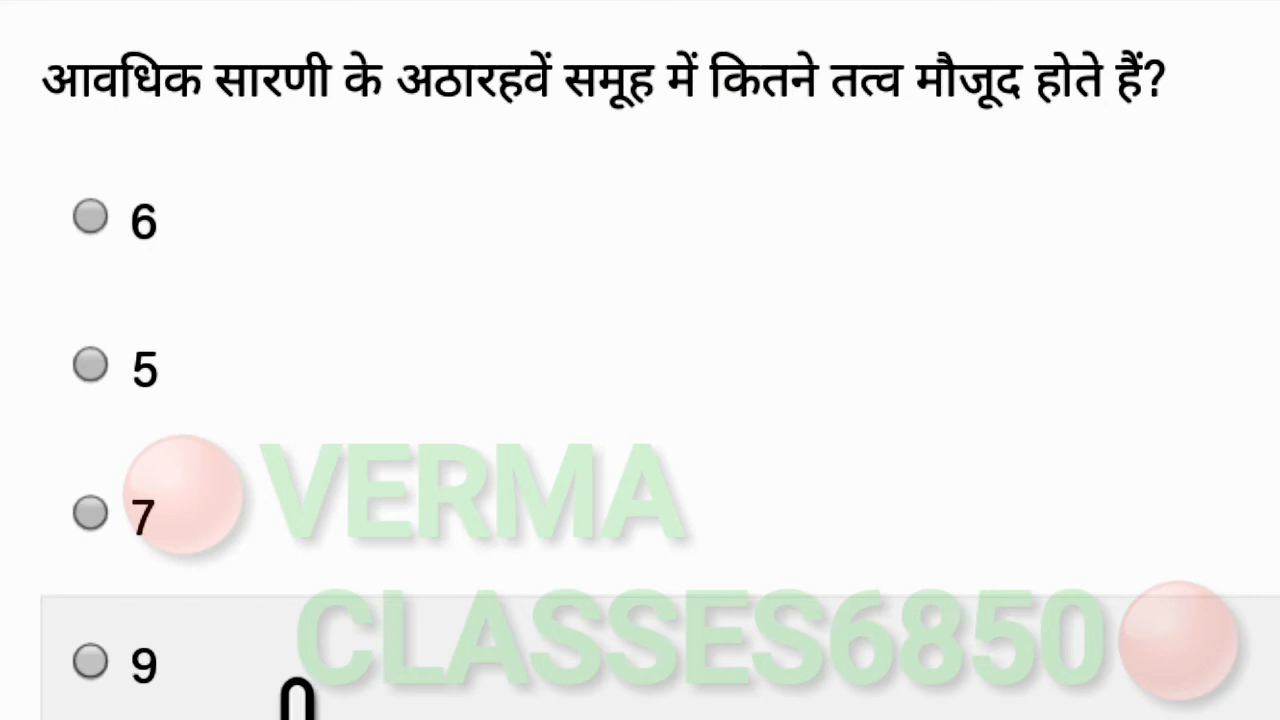 आवधिक सारणी के अठारहवें समूह में कितने तत्व मौजूद होते हैं?
6
5
7
VERMA
CLASSES6850
9